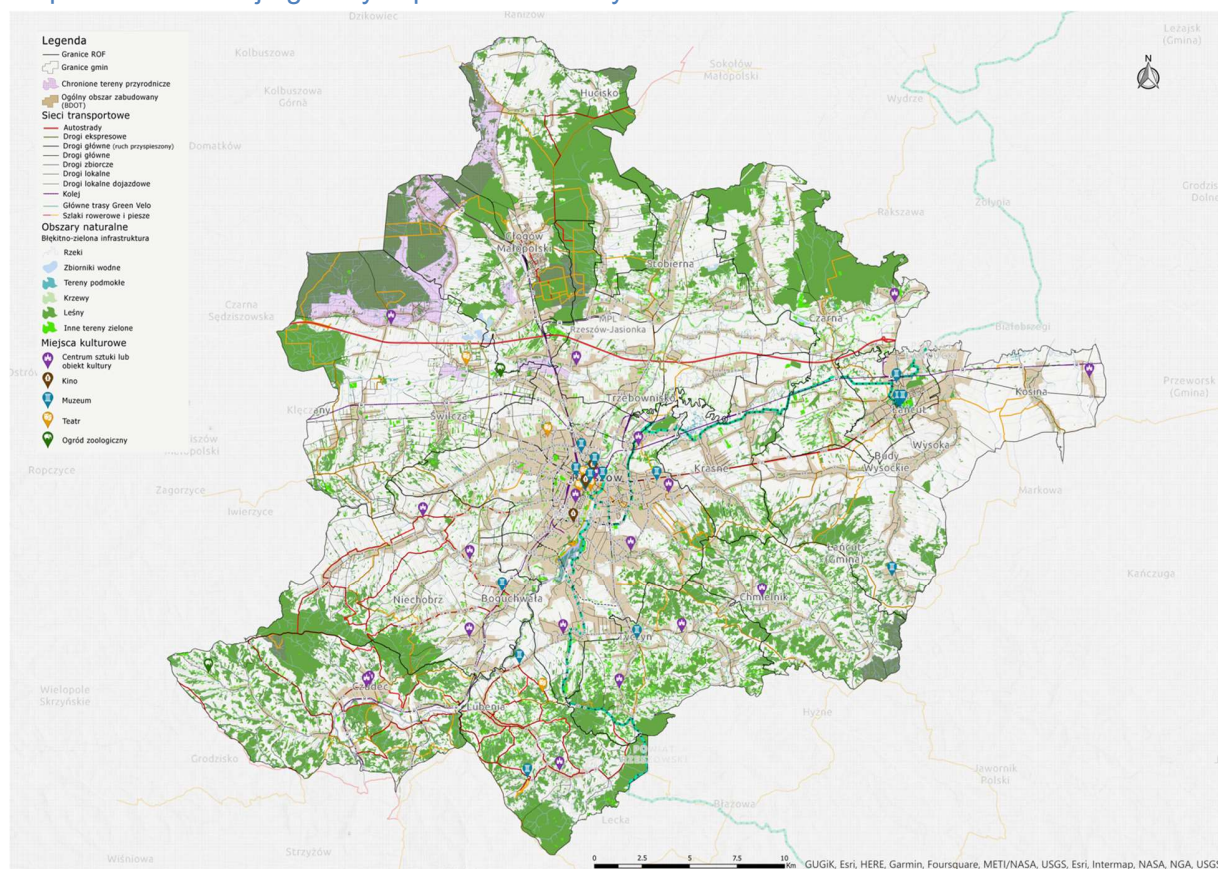 Legenda
Granice ROF
Granice gmin
Chronione tereny przyrodnicze
Ogólny obszar zabudowany
(BDOT)
Sieci transportowe
Autostrady
Drogi ekspresowe
Drogi główne (ruch przyspieszony)
Drogi główne
Drogi zbiorcze
Drogi lokalne
Drogi lokalne dojazdowe
Kolej
Główne trasy Green Velo
Szlaki rowerowe i piesze
Obszary naturalne
Błękitno-zielona infrastruktura
Rzeki
Zbiorniki wodne
Tereny podmokłe
Krzewy
Leśny
Inne tereny zielone
Miejsca kulturowe
Centrum sztuki lub
obiekt kultury
Kino
Muzeum
Teatr
Ogród zoologiczny
Dzikowiec
Raniżów
Leżajsk
(Gmina)
N
Kolbuszowa
Sokołów
Małopolski
Kolbuszowa
Górna
Hucisko
Wydrze
Domatków
Żołynia
Rakszawa
Głogów
Małopolski
Stobierna
Czarna
Sędziszowska
MPL
Rzeszów-Jasionka
Czarna
Białobrzegi
Przeworsk
(Gmina)
Kosina
Trzebownisko
Klęczany
Świlcza
Łańcut
Wysoka
Budy
Wysockie
Krasne
Ropczyce
Zagorzyce
Iwierzyce
Markowa
Łańcut
(Gmina)
Kańczuga
Niechobrz
Boguchwała
Chmielnik
Tyczyn
Wielopole
Skrzyńskie
Czudec
Lubenia
Hyżne
Grodzisko
Jawornik
Polski
Błażowa
Lecka
Strzyżów
Wiśniowa
0 2.5 5 7.5 10
Km
GUGiK, Esri, HERE, Garmin, Foursquare, METI/NASA, USGS, Esri, Intermap, NASA, NGA, USGS